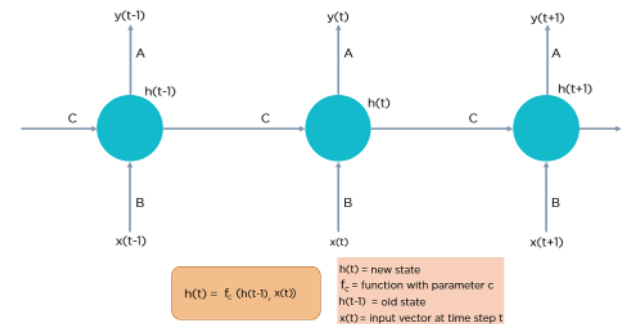 y(t-1) y(t) y(t+1)
A A A
h(t-1) h(t) h(t+1)
C C C
B B B
x(t-1) x(t) x(t+1)
h(t) = fc (h(t-1), x(t))
h(t) = new state
fc = function with parameter c
h(t-1) = old state
x(t) = input vector at time step t